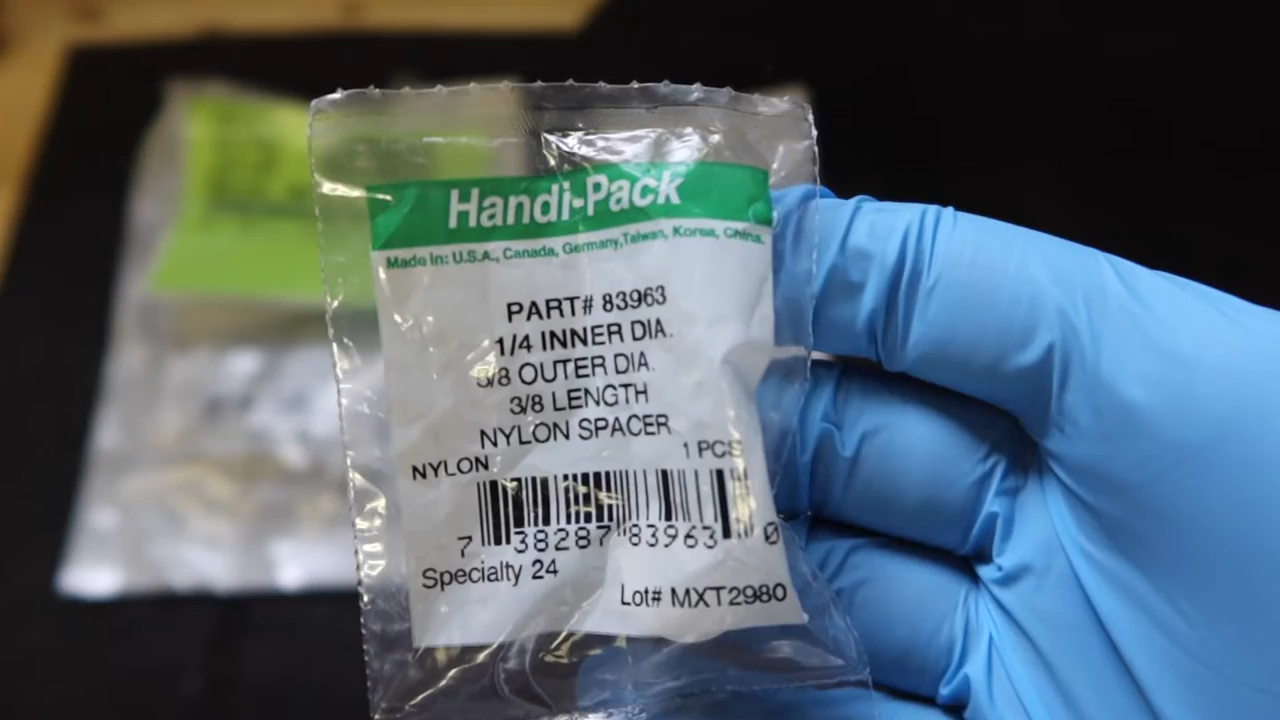 Handi-Pack
Made In: U.S.A., Canada, Germany, Taiwan, Korea, China.
PART# 83963
1/4 INNER DIA.
3/8 OUTER DIA.
3/8 LENGTH
NYLON SPACER
NYLON 1 PCS
7 38287 83963 0
Specialty 24
Lot# MXT2980